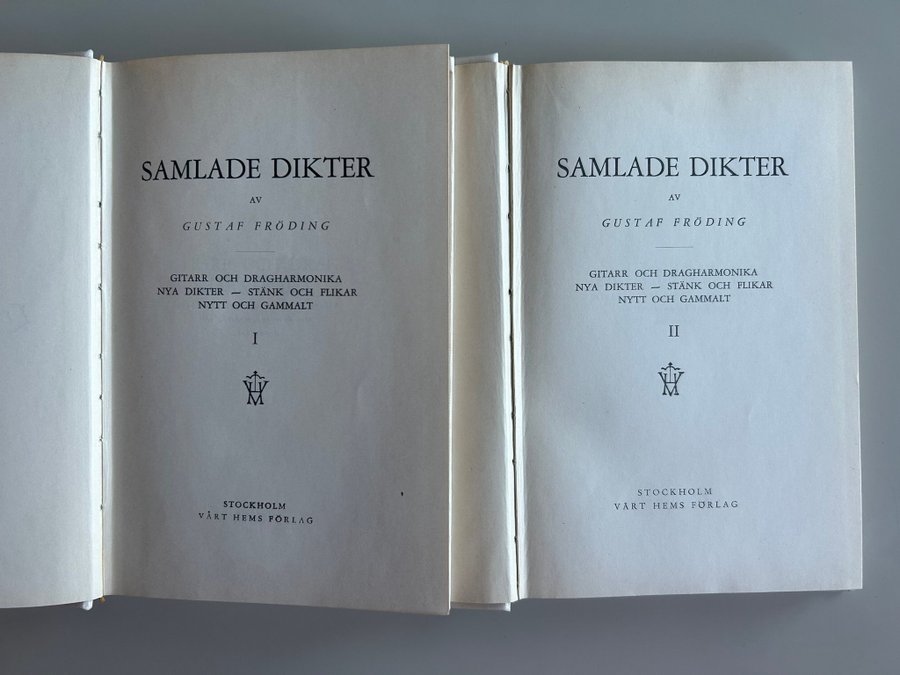 SAMLADE DIKTER
AV
GUSTAF FRÖDING
GITARR OCH DRAGHARMONIKA
NYA DIKTER — STÄNK OCH FLIKAR
NYTT OCH GAMMALT
I
STOCKHOLM
VÅRT HEMS FÖRLAG
SAMLADE DIKTER
AV
GUSTAF FRÖDING
GITARR OCH DRAGHARMONIKA
NYA DIKTER — STÄNK OCH FLIKAR
NYTT OCH GAMMALT
II
STOCKHOLM
VÅRT HEMS FÖRLAG